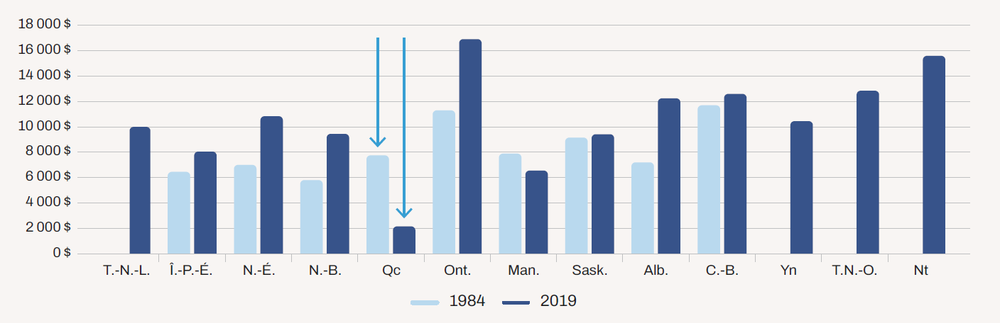 18 000 $
16 000 $
14 000 $
12 000 $
10 000 $
8 000 $
6 000 $
4 000 $
2 000 $
0 $
T.-N.-L. Î.-P.-É. N.-É. N.-B. Qc Ont. Man. Sask. Alb. C.-B. Yn T.N.-O. Nt
1984 2019